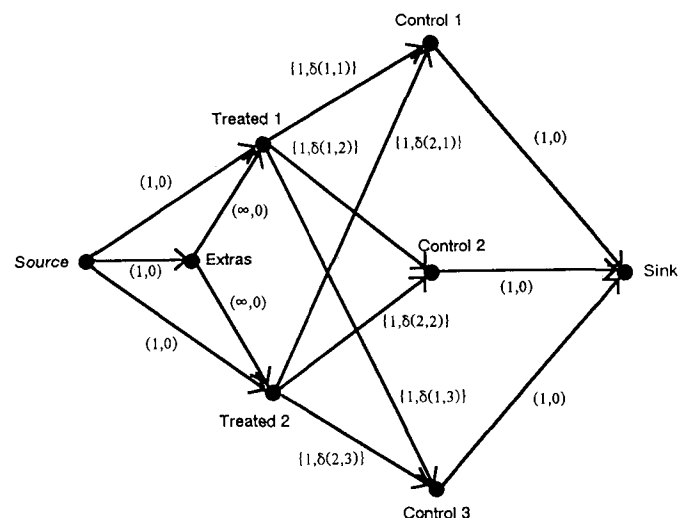 Control 1
{1,δ(1,1)}
Treated 1
{1,δ(1,2)}
{1,δ(2,1)}
(1,0)
(1,0)
(∞,0)
Source
(1,0)
Extras
Control 2
(1,0)
Sink
(∞,0)
(1,0)
{1,δ(2,2)}
Treated 2
{1,δ(1,3)}
(1,0)
{1,δ(2,3)}
Control 3